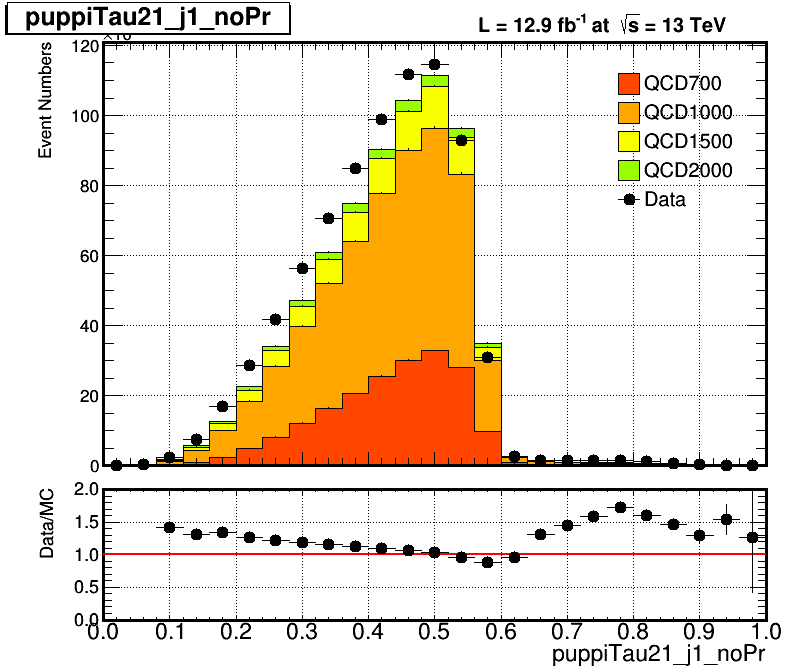 puppiTau21_j1_noPr
L = 12.9 fb-1 at √s = 13 TeV
120
100
80
60
40
20
0
Event Numbers
QCD700
QCD1000
QCD1500
QCD2000
Data
2.0
1.5
1.0
0.5
0.0
Data/MC
0.0 0.1 0.2 0.3 0.4 0.5 0.6 0.7 0.8 0.9 1.0
puppiTau21_j1_noPr